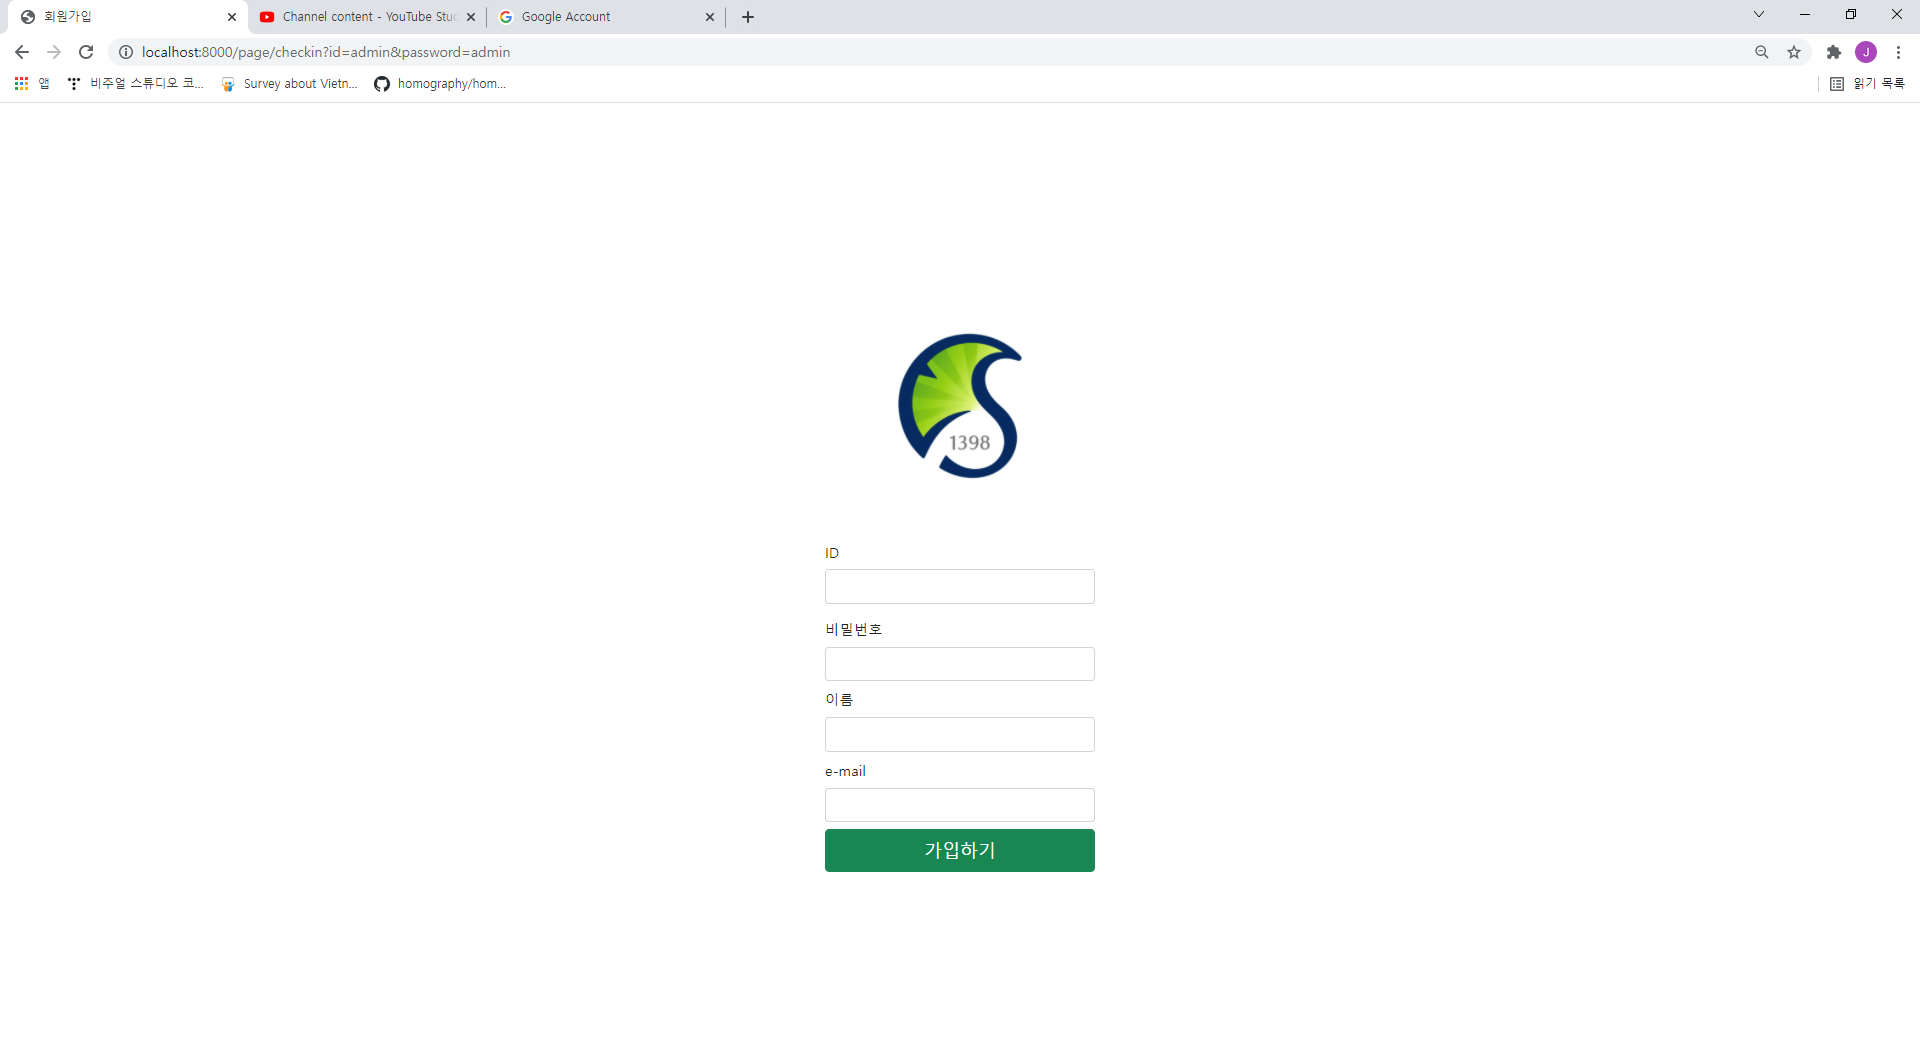 회원가입
Channel content - YouTube Stu
Google Account
localhost:8000/page/checkin?id=admin&password=admin
J
앱
비주얼 스튜디오 코...
Survey about Vietn...
homography/hom...
읽기 목록
1398
ID
비밀번호
이름
e-mail
가입하기